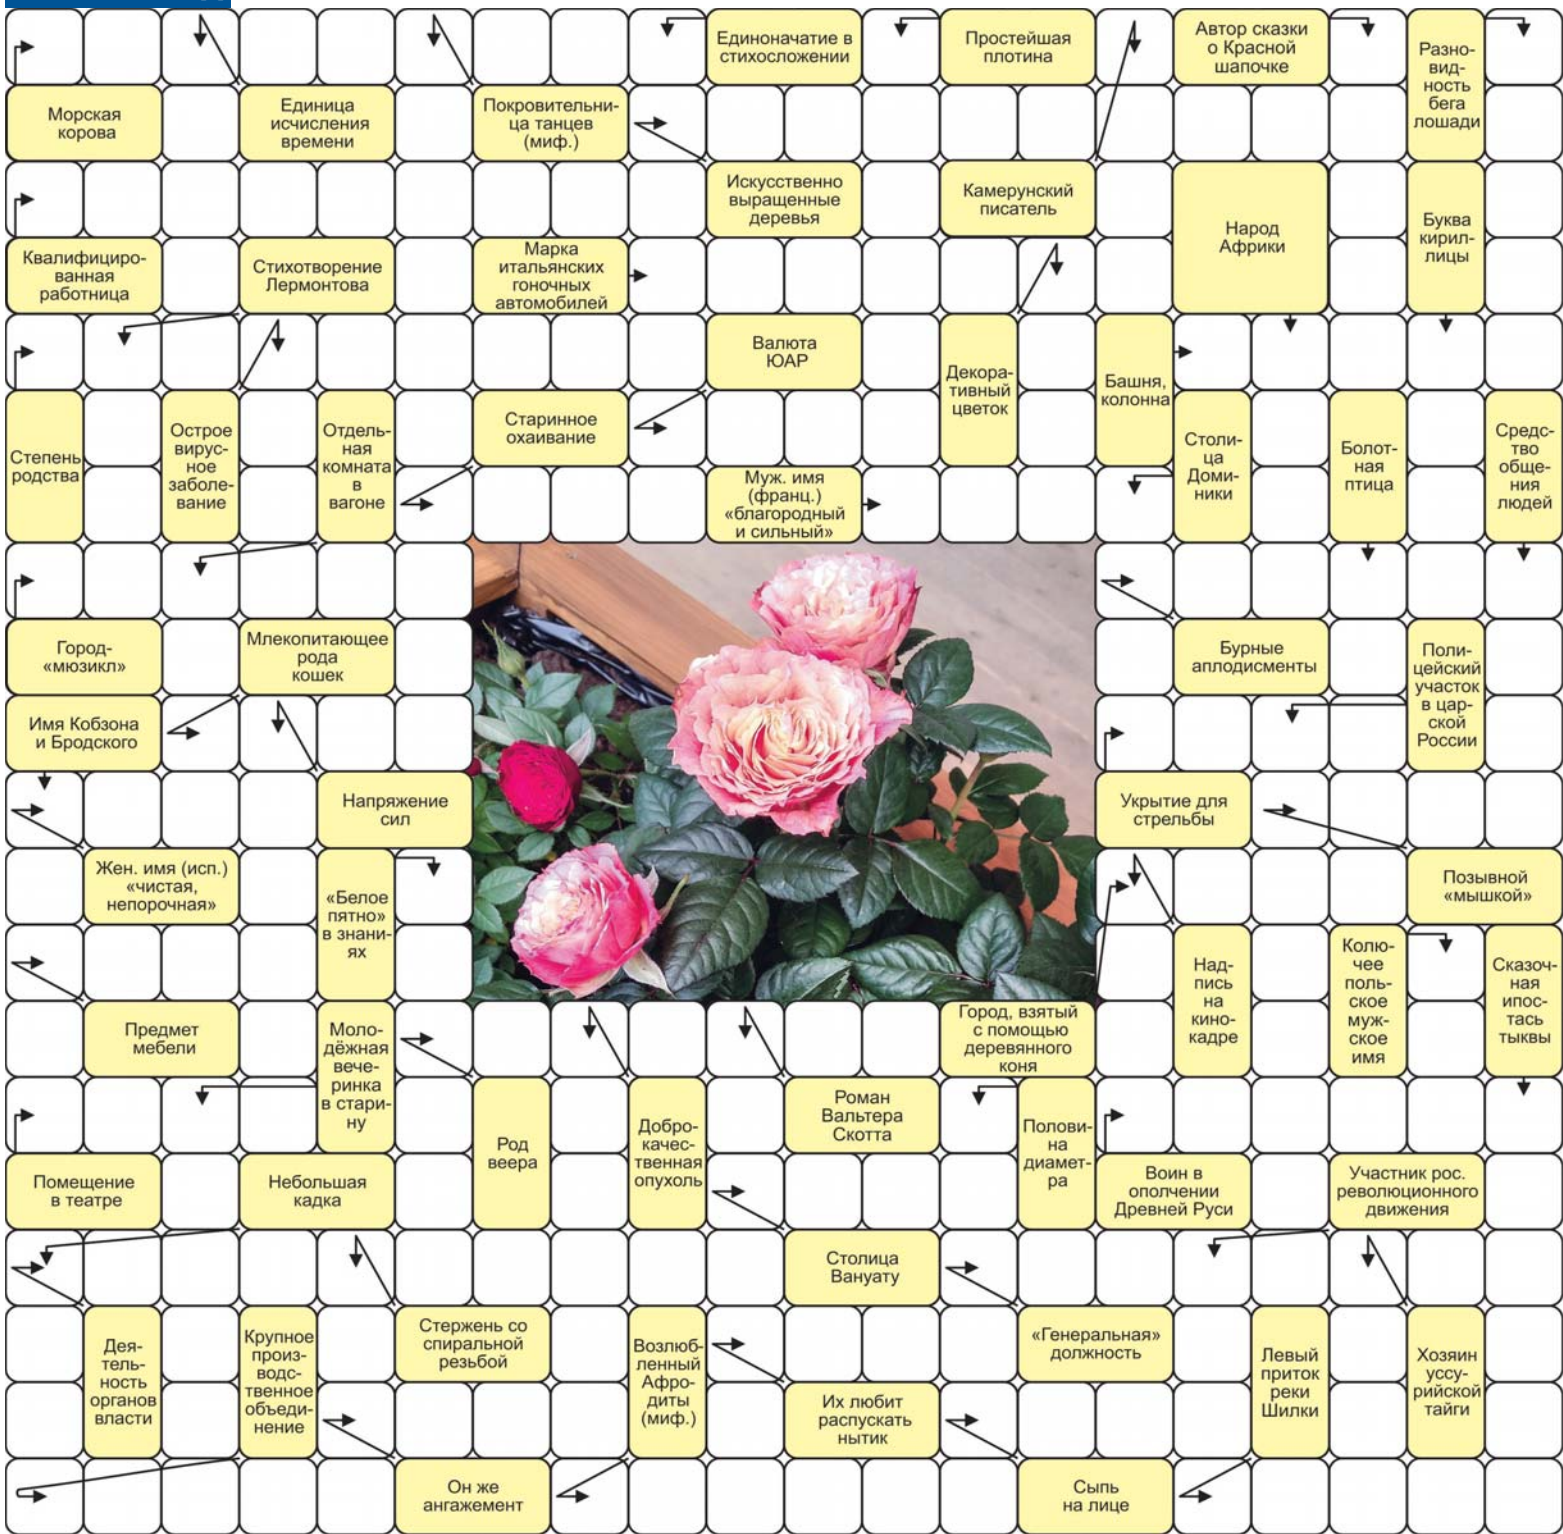 Единоначатие в
стихосложении
Простейшая
плотина
Автор сказки
о Красной
шапочке
Разно-
вид-
ность
бега
лошади
Морская
корова
Единица
исчисления
времени
Покровительни-
ца танцев
(миф.)
Искусственно
выращенные
деревья
Камерунский
писатель
Народ
Африки
Буква
кирил-
лицы
Квалифициро-
ванная
работница
Стихотворение
Лермонтова
Марка
итальянских
гоночных
автомобилей
Валюта
ЮАР
Декора-
тивный
цветок
Башня,
колонна
Степень
родства
Острое
вирус-
ное
заболе-
вание
Отдель-
ная
комната
в
вагоне
Старинное
охаивание
Столи-
ца
Доми-
ники
Болот-
ная
птица
Средс-
тво
обще-
ния
людей
Муж. имя
(франц.)
«благородный
и сильный»
Город-
«мюзикл»
Млекопитающее
рода
кошек
Бурные
аплодисменты
Поли-
цейский
участок
в цар-
ской
России
Имя Кобзона
и Бродского
Напряжение
сил
Укрытие для
стрельбы
Жен. имя (исп.)
«чистая,
непорочная»
«Белое
пятно»
в знани-
ях
Позывной
«мышкой»
Над-
пись
на
кино-
кадре
Колю-
чее
поль-
ское
муж-
ское
имя
Сказоч-
ная
ипос-
тась
тыквы
Предмет
мебели
Моло-
дёжная
вече-
ринка
в стари-
ну
Город, взятый
с помощью
деревянного
коня
Род
веера
Добро-
качес-
твенная
опухоль
Роман
Вальтера
Скотта
Полови-
на
диамет-
ра
Помещение
в театре
Небольшая
кадка
Воин в
ополчении
Древней Руси
Участник рос.
революционного
движения
Столица
Вануату
Дея-
тель-
ность
органов
власти
Крупное
произ-
водс-
твенное
объеди-
нение
Стержень со
спиральной
резьбой
Возлюб-
ленный
Афро-
диты
(миф.)
«Генеральная»
должность
Левый
приток
реки
Шилки
Хозяин
уссу-
рийской
тайги
Их любит
распускать
нытик
Он же
ангажемент
Сыпь
на лице